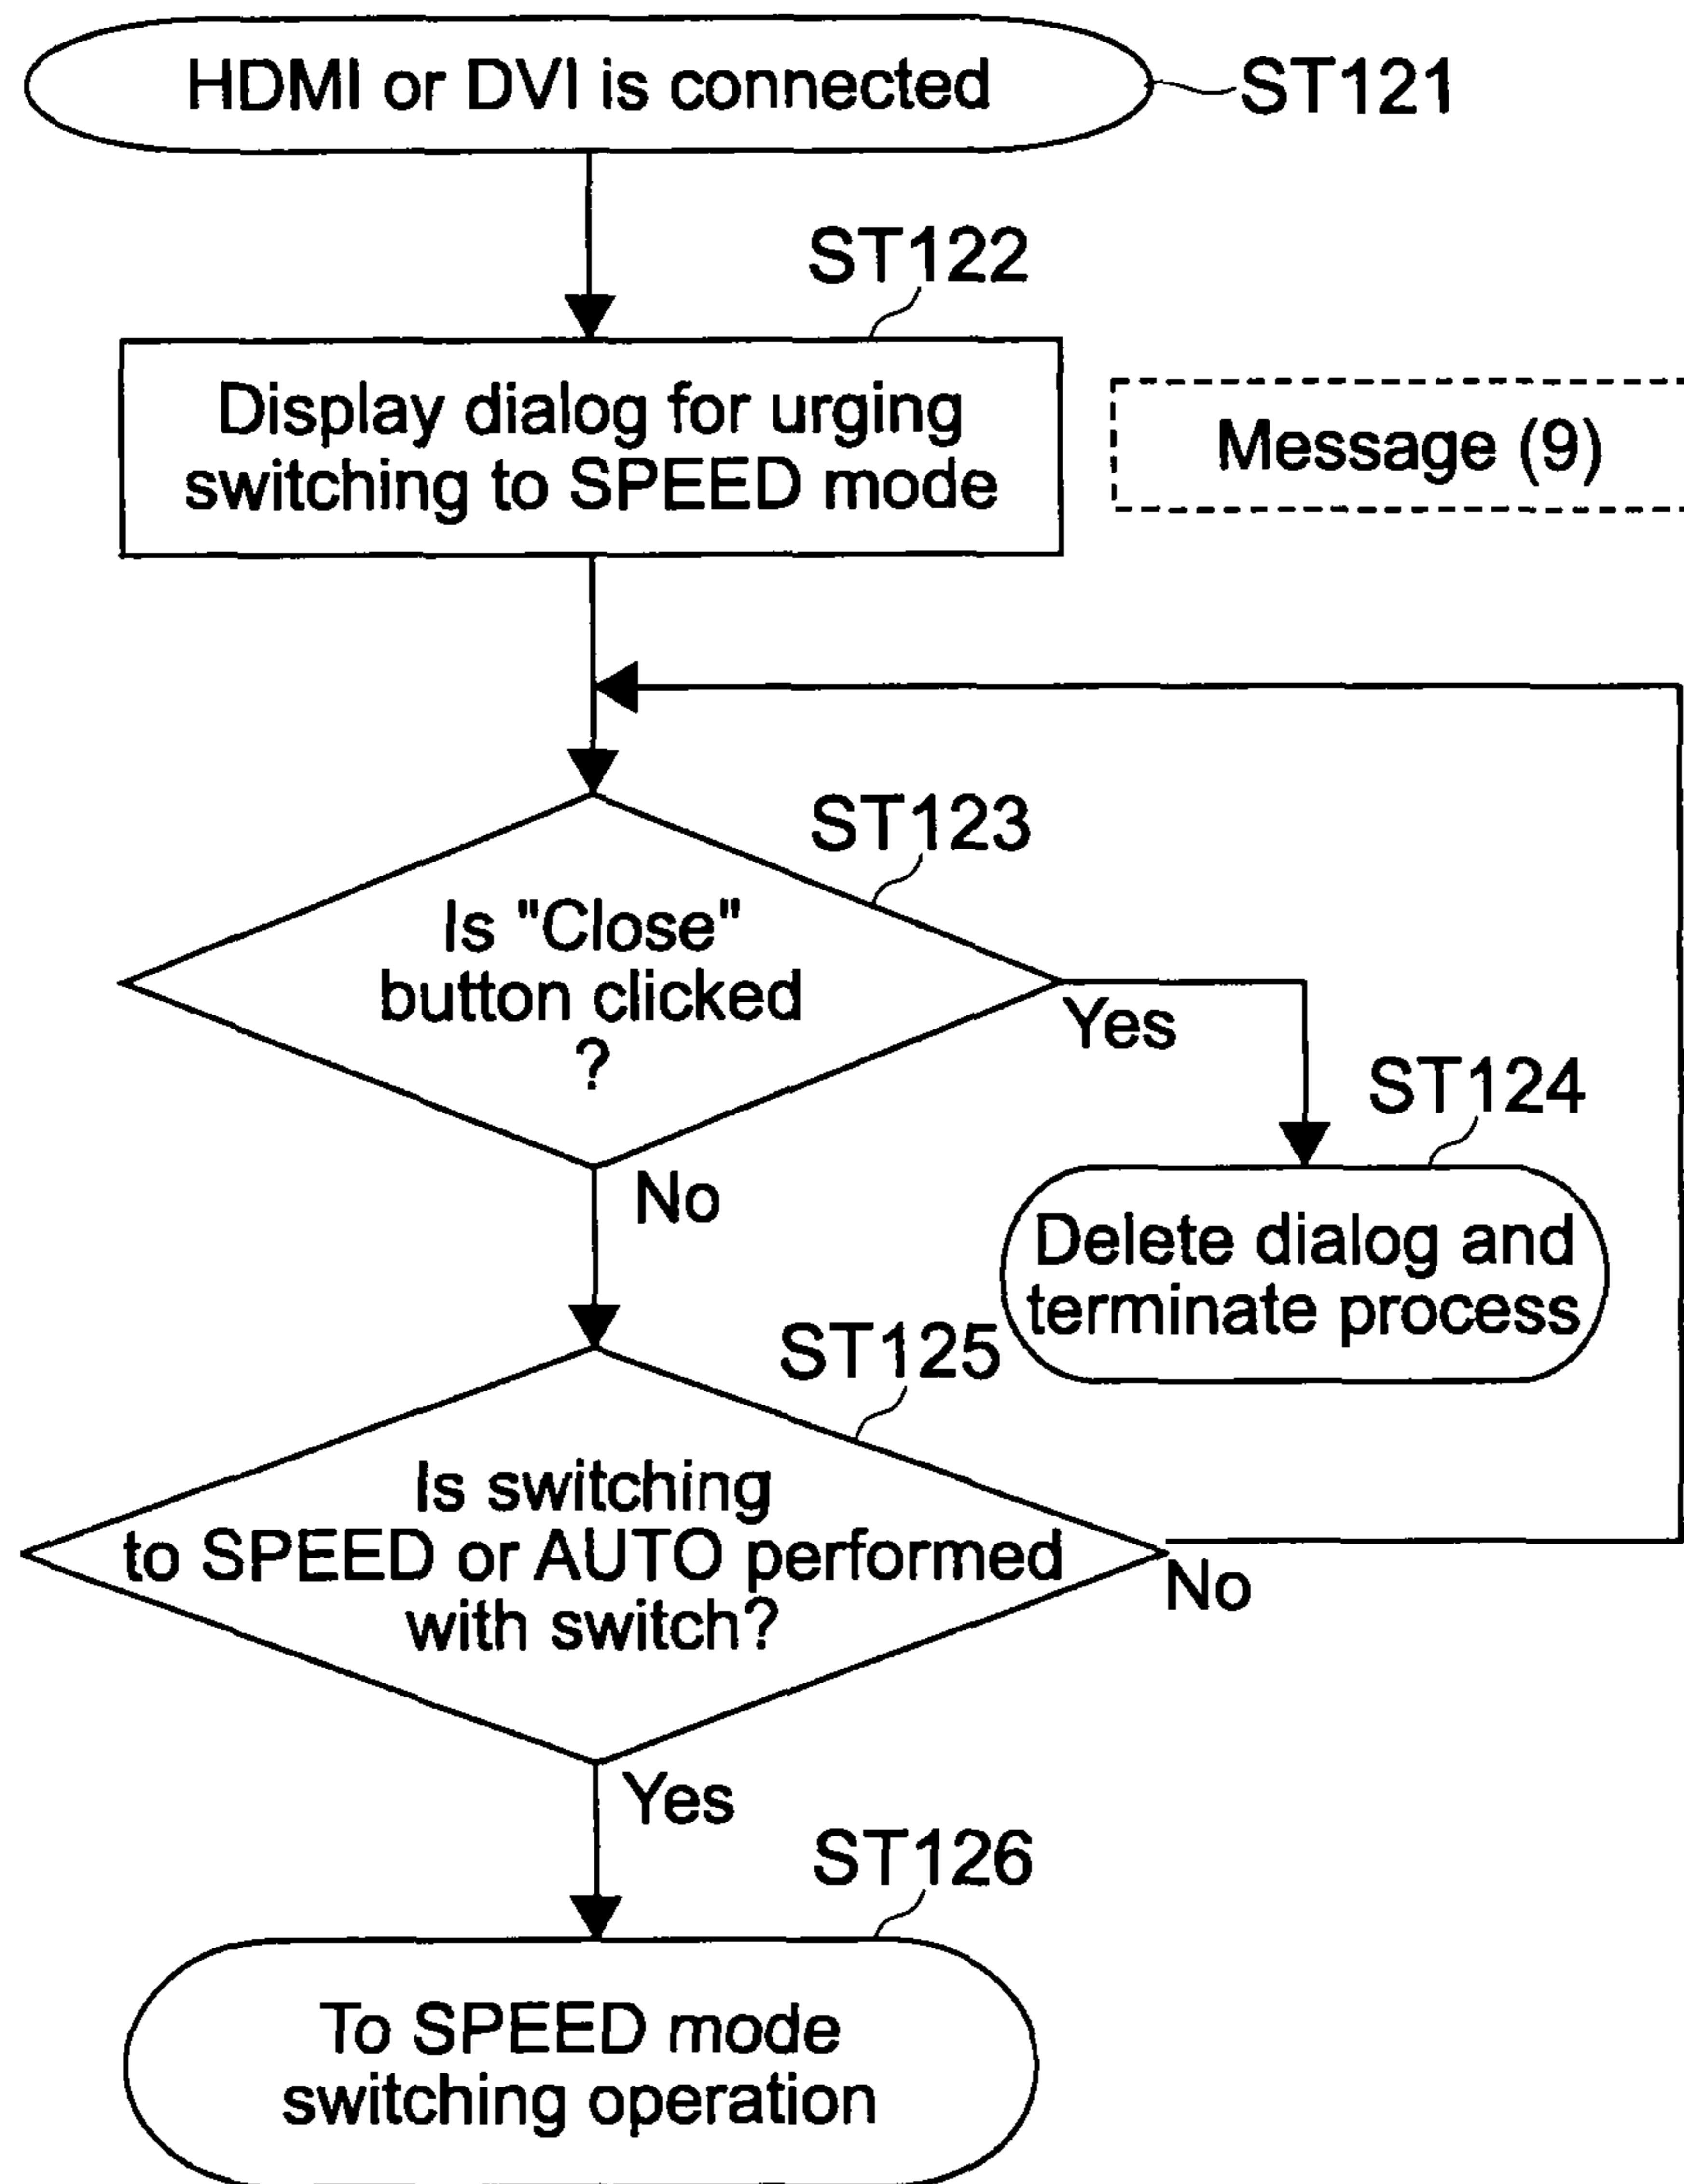 HDMI or DVI is connected
ST121
ST122
Display dialog for urging
switching to SPEED mode
Message (9)
ST123
Is "Close"
button clicked
?
Yes
No
ST124
Delete dialog and
terminate process
ST125
Is switching
to SPEED or AUTO performed
with switch?
No
Yes
ST126
To SPEED mode
switching operation